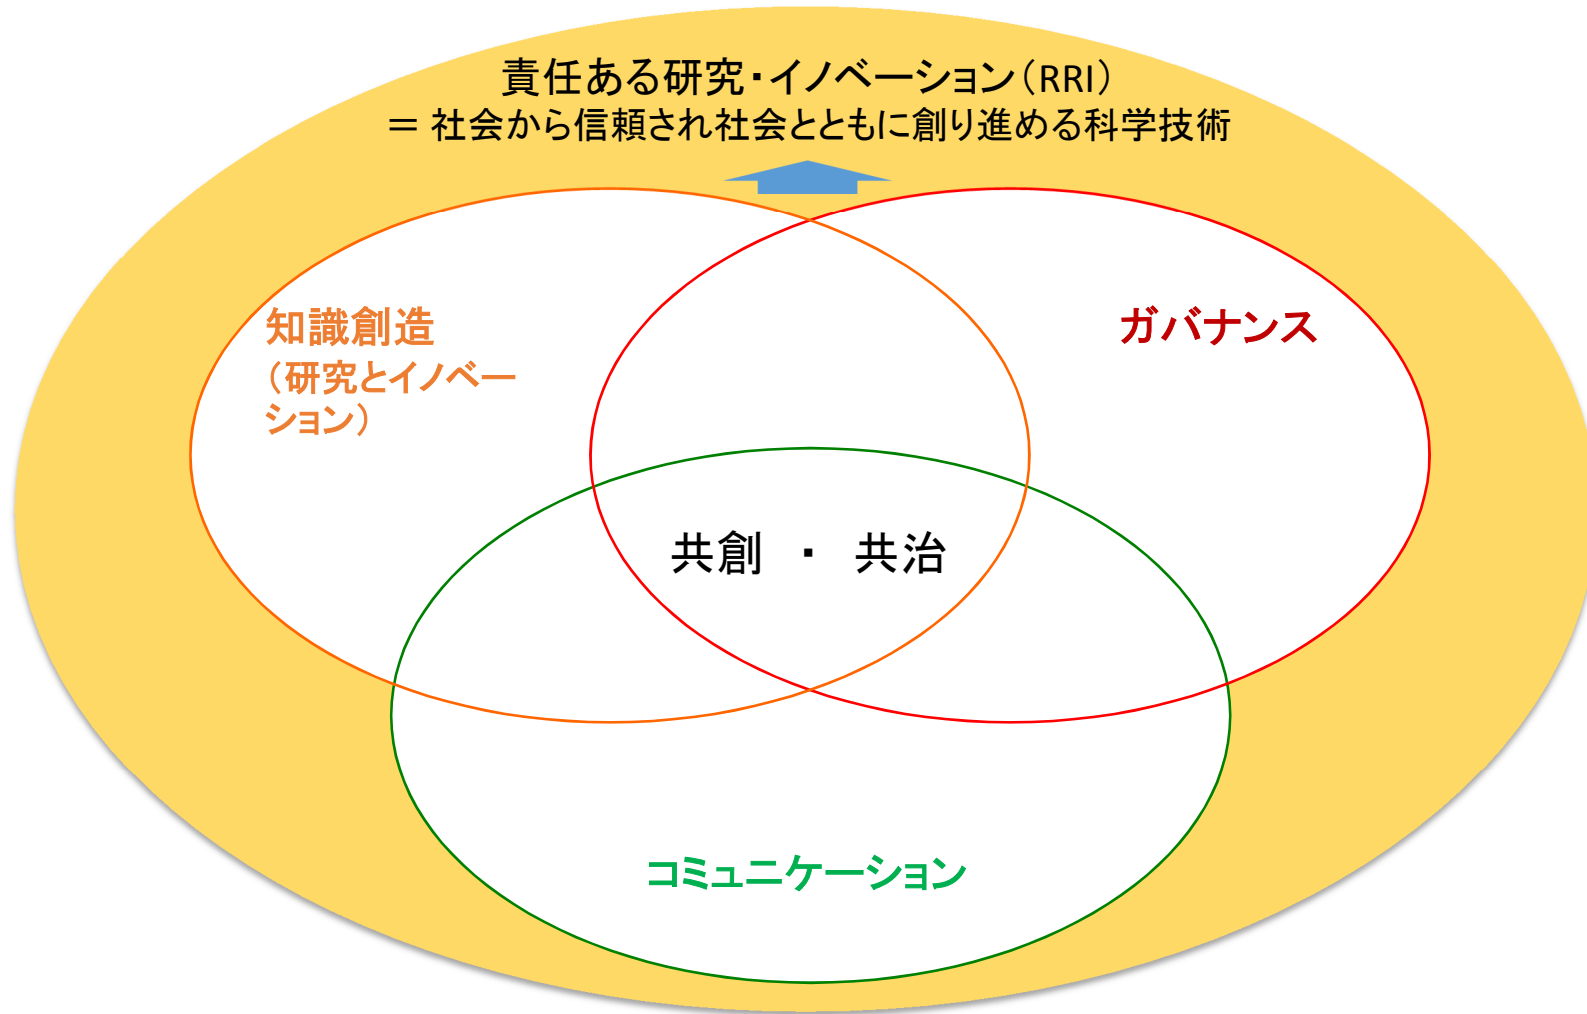 責任ある研究・イノベーション（RRI）
＝ 社会から信頼され社会とともに創り進める科学技術
知識創造
（研究とイノベー
ション）
ガバナンス
共創　・　共治
コミュニケーション